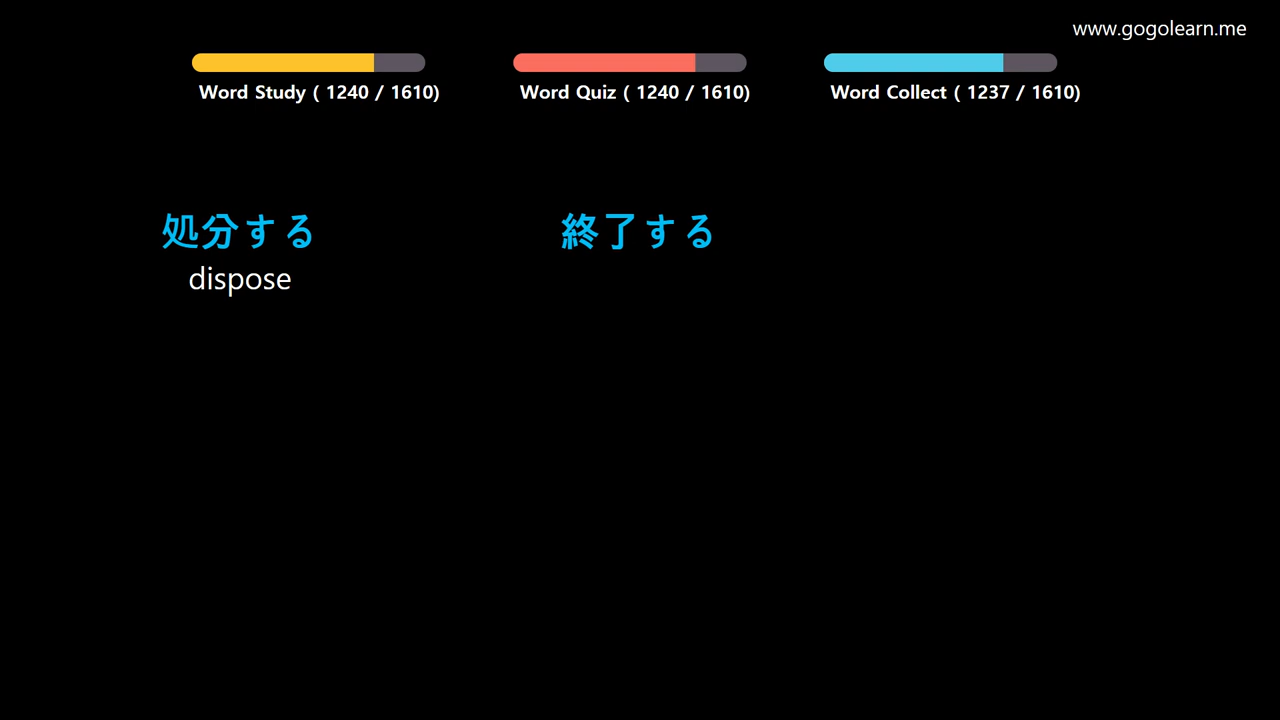 www.gogolearn.me
Word Study ( 1240 / 1610)
Word Quiz ( 1240 / 1610)
Word Collect ( 1237 / 1610)
処分する
dispose
終了する